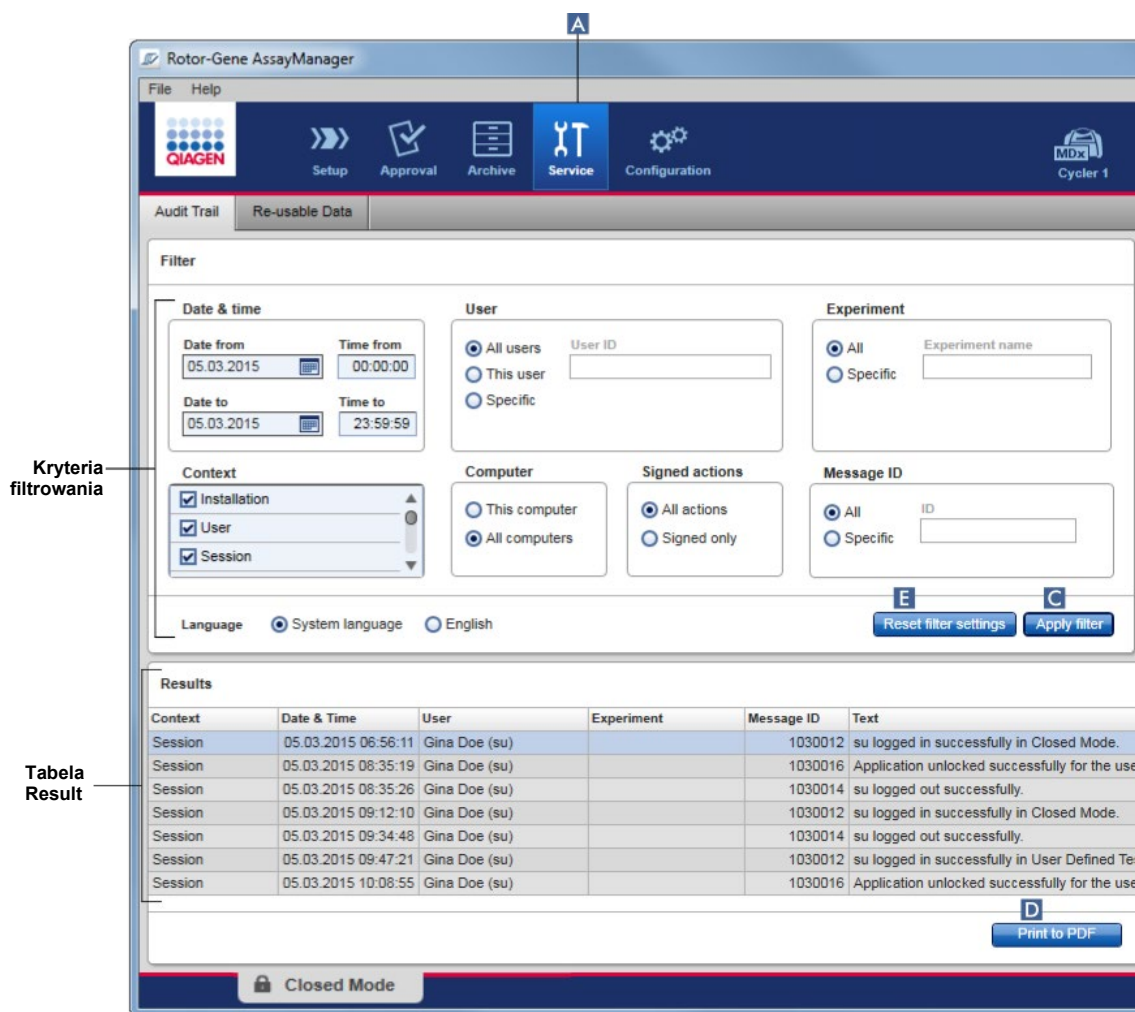 A
Rotor-Gene AssayManager
File Help
QIAGEN
Setup Approval Archive Service Configuration
MDx
Cycler 1
Audit Trail Re-usable Data
Filter
Date & time User Experiment
Date from Time from All users User ID All Experiment name
05.03.2015 00:00:00 This user Specific
Date to Time to Specific
05.03.2015 23:59:59
Kryteria
filtrowania
Context Computer Signed actions Message ID
Installation This computer All actions All ID
User All computers Signed only Specific
Session
E C
Language System language English Reset filter settings Apply filter
Results
Context Date & Time User Experiment Message ID Text
Session 05.03.2015 06:56:11 Gina Doe (su) 1030012 su logged in successfully in Closed Mode.
Session 05.03.2015 08:35:19 Gina Doe (su) 1030016 Application unlocked successfully for the use
Session 05.03.2015 08:35:26 Gina Doe (su) 1030014 su logged out successfully.
Session 05.03.2015 09:12:10 Gina Doe (su) 1030012 su logged in successfully in Closed Mode.
Session 05.03.2015 09:34:48 Gina Doe (su) 1030014 su logged out successfully.
Session 05.03.2015 09:47:21 Gina Doe (su) 1030012 su logged in successfully in User Defined Te
Session 05.03.2015 10:08:55 Gina Doe (su) 1030016 Application unlocked successfully for the use
Tabela
Result
D
Print to PDF
Closed Mode